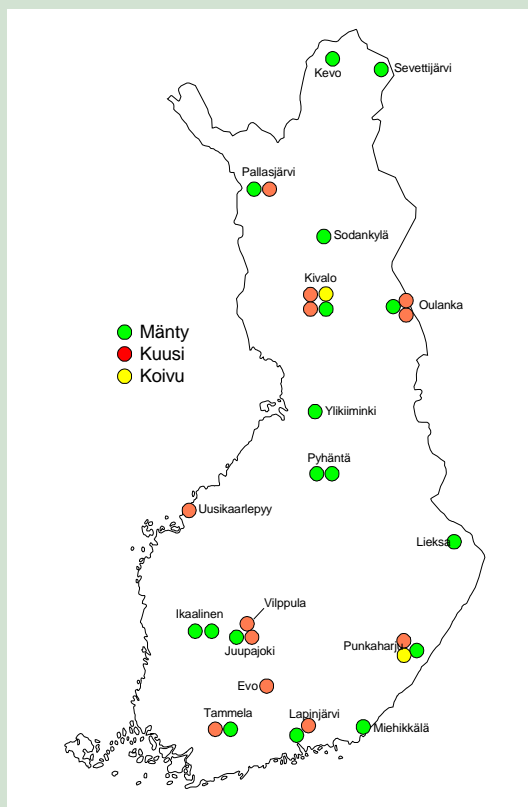 Kevo
Sevettijärvi
Pallasjärvi
Sodankylä
Kivalo
Oulanka
Mänty
Kuusi
Koivu
Ylikiiminki
Pyhäntä
Uusikaarlepyy
Lieksa
Vilppula
Ikaalinen
Juupajoki
Punkaharju
Evo
Tammela
Lapinjärvi
Miehikkälä